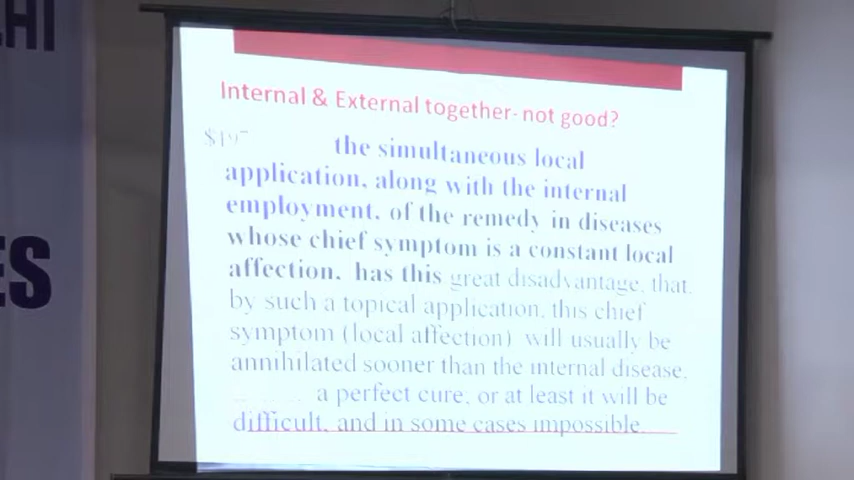 HI
ES
Internal & External together- not good?
$197
the simultaneous local
application, along with the internal
employment, of the remedy in diseases
whose chief symptom is a constant local
affection, has this great disadvantage, that,
by such a topical application, this chief
symptom (local affection) will usually be
annihilated sooner than the internal disease,
a perfect cure, or at least it will be
difficult, and in some cases impossible